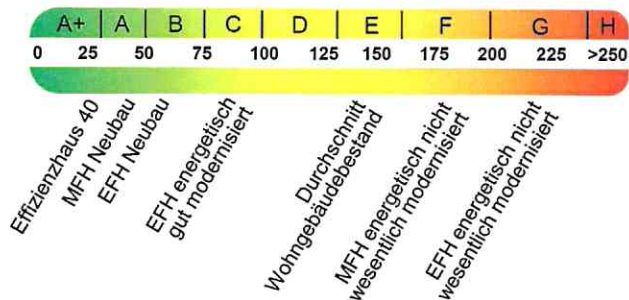 A+ A B C D E F G H
0 25 50 75 100 125 150 175 200 225 >250
Effizienzhaus 40
MFH Neubau
EFH Neubau
EFH energetisch
gut modernisiert
Durchschnitt
Wohngebäudebestand
MFH energetisch nicht
wesentlich modernisiert
EFH energetisch nicht
wesentlich modernisiert